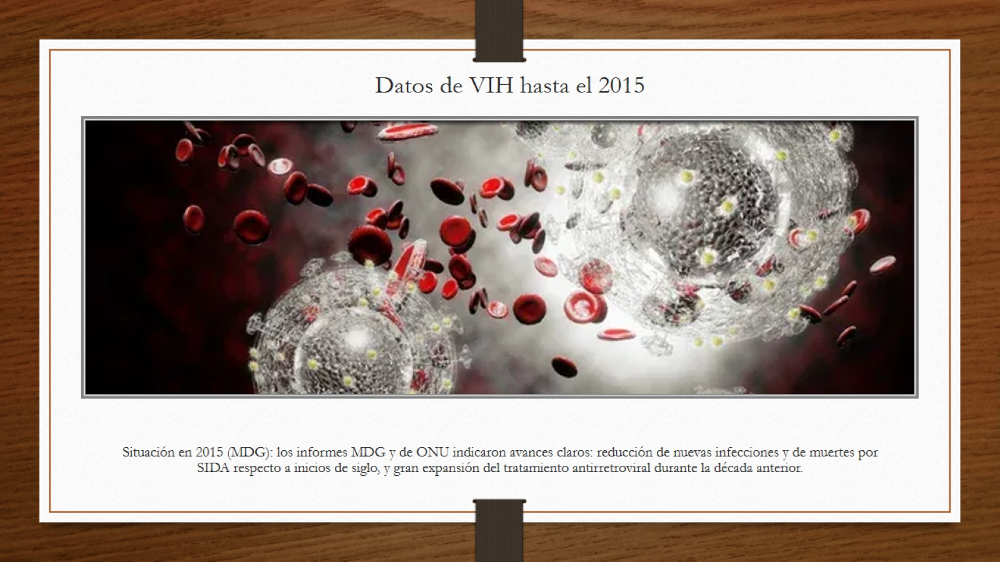 Datos de VIH hasta el 2015
Situación en 2015 (MDG): los informes MDG y de ONU indicaron avances claros: reducción de nuevas infecciones y de muertes por
SIDA respecto a inicios de siglo, y gran expansión del tratamiento antirretroviral durante la década anterior.